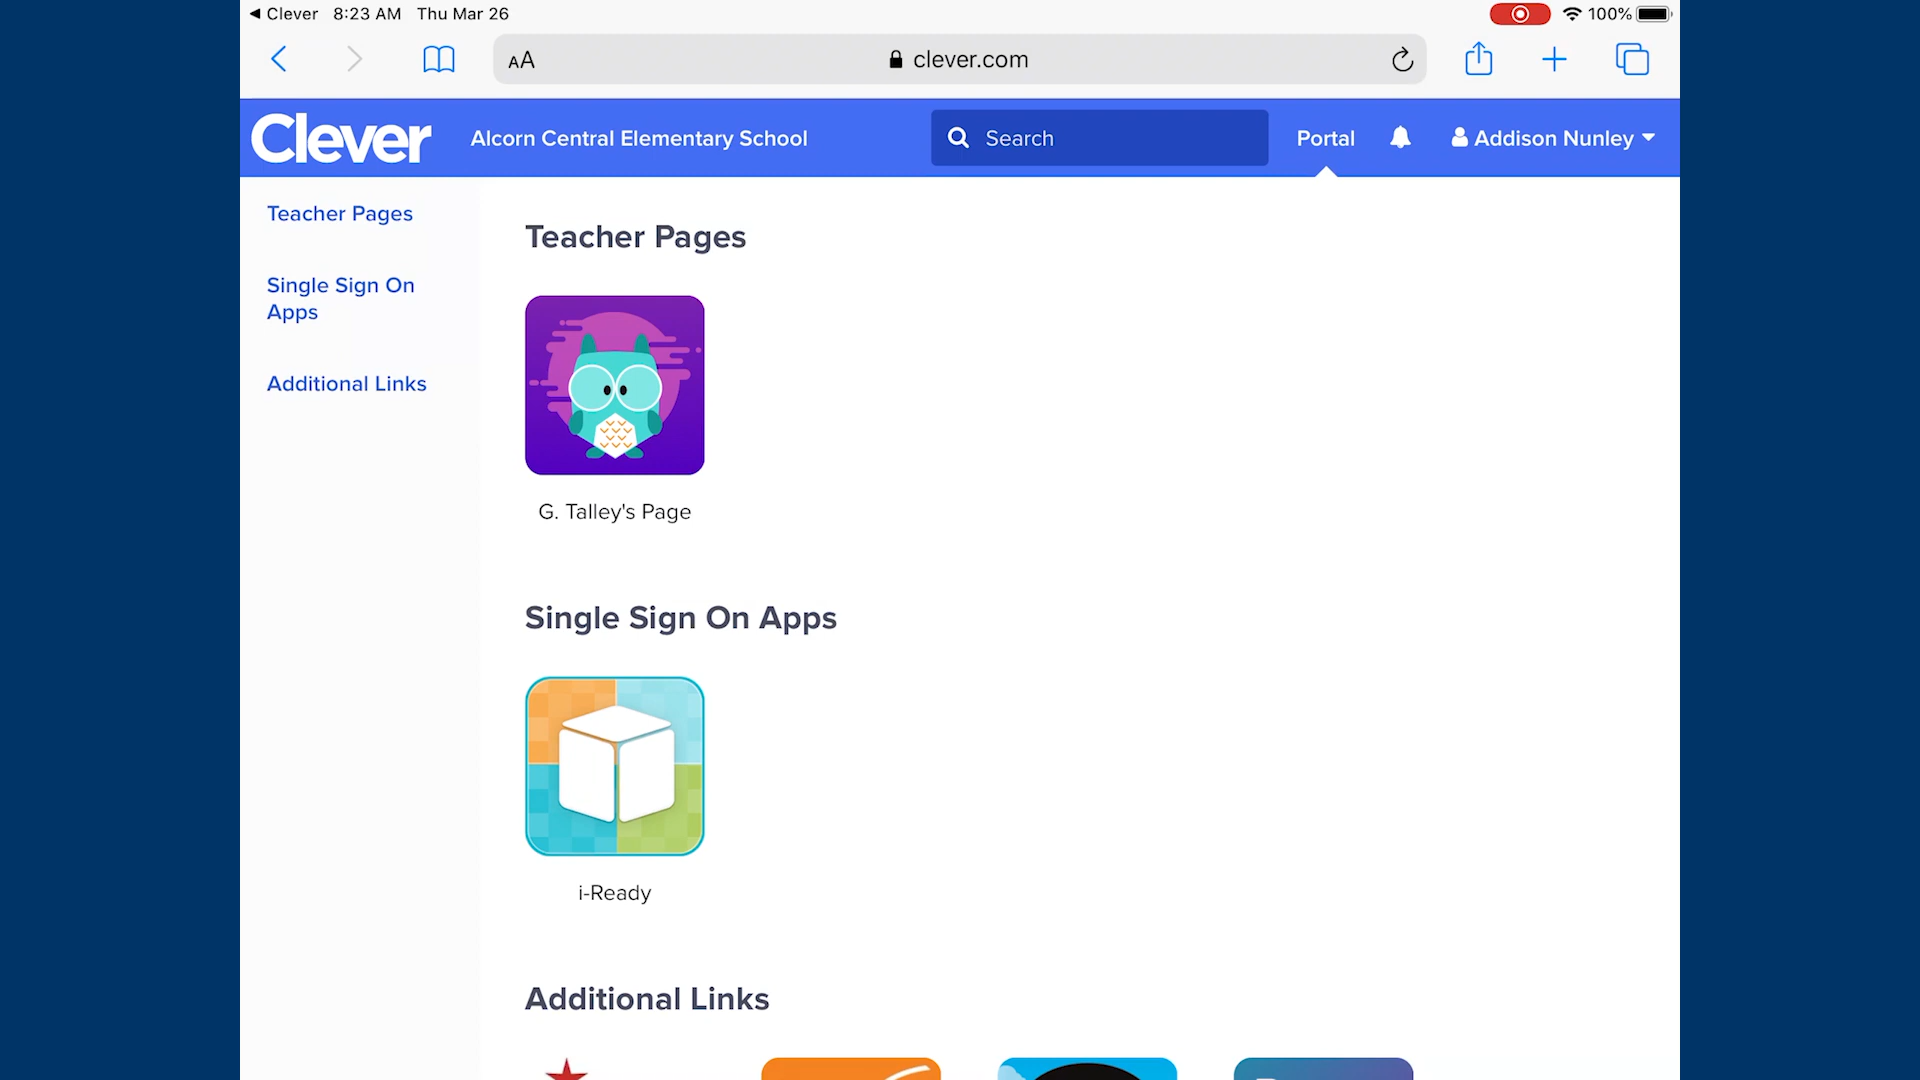 Clever 8:23 AM Thu Mar 26
100%
AA clever.com
Clever Alcorn Central Elementary School Search Portal Addison Nunley
Teacher Pages
Single Sign On
Apps
Additional Links
Teacher Pages
G. Talley's Page
Single Sign On Apps
i-Ready
Additional Links